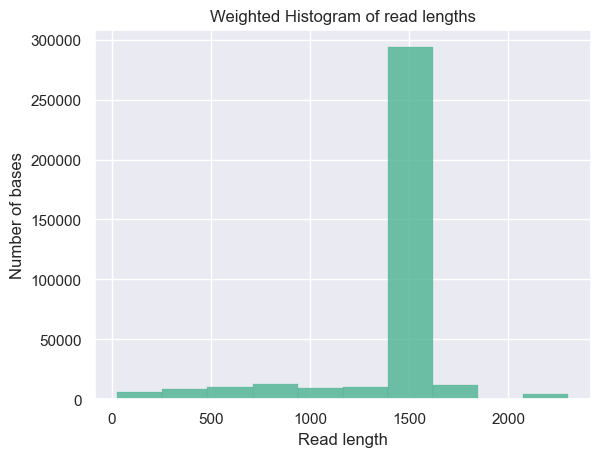 Weighted Histogram of read lengths
300000
250000
200000
150000
100000
50000
0
Number of bases
0 500 1000 1500 2000
Read length